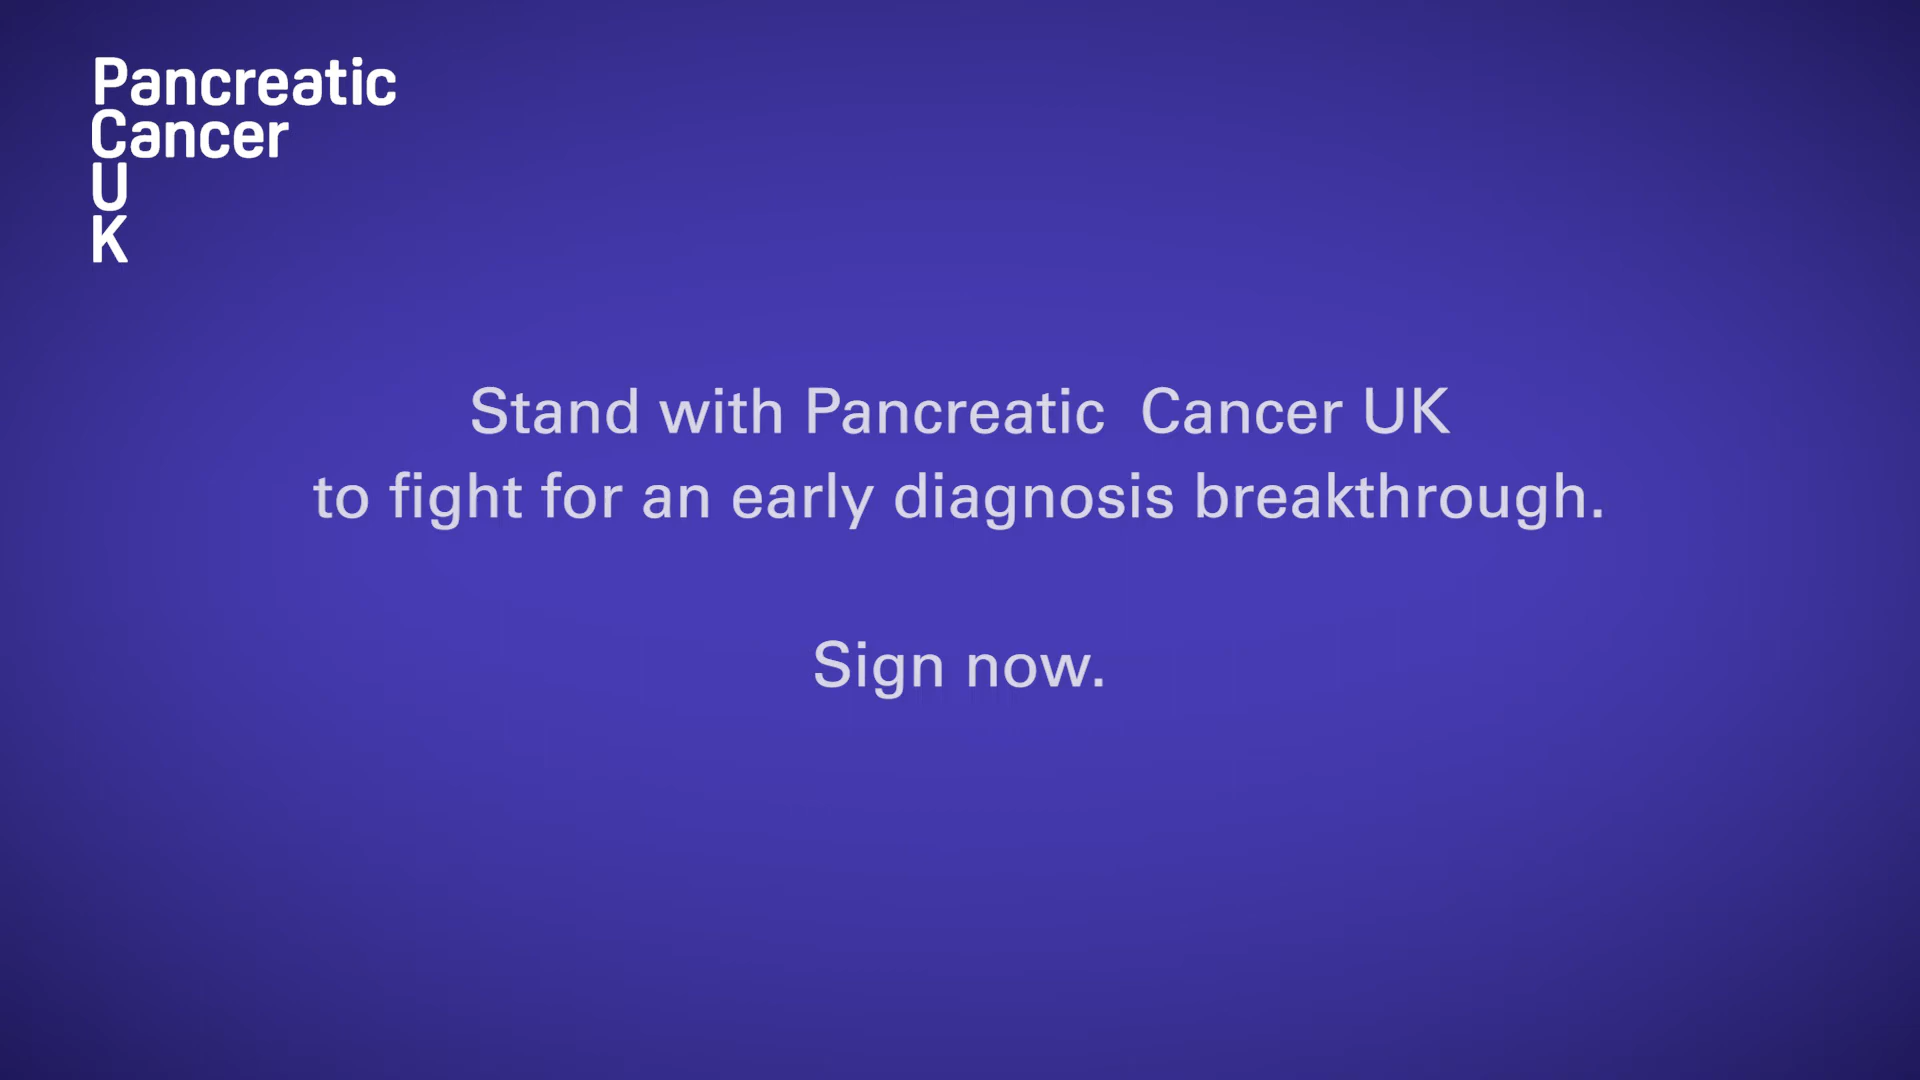 Pancreatic
Cancer
U
K
Stand with Pancreatic  Cancer UK
to fight for an early diagnosis breakthrough.
Sign now.